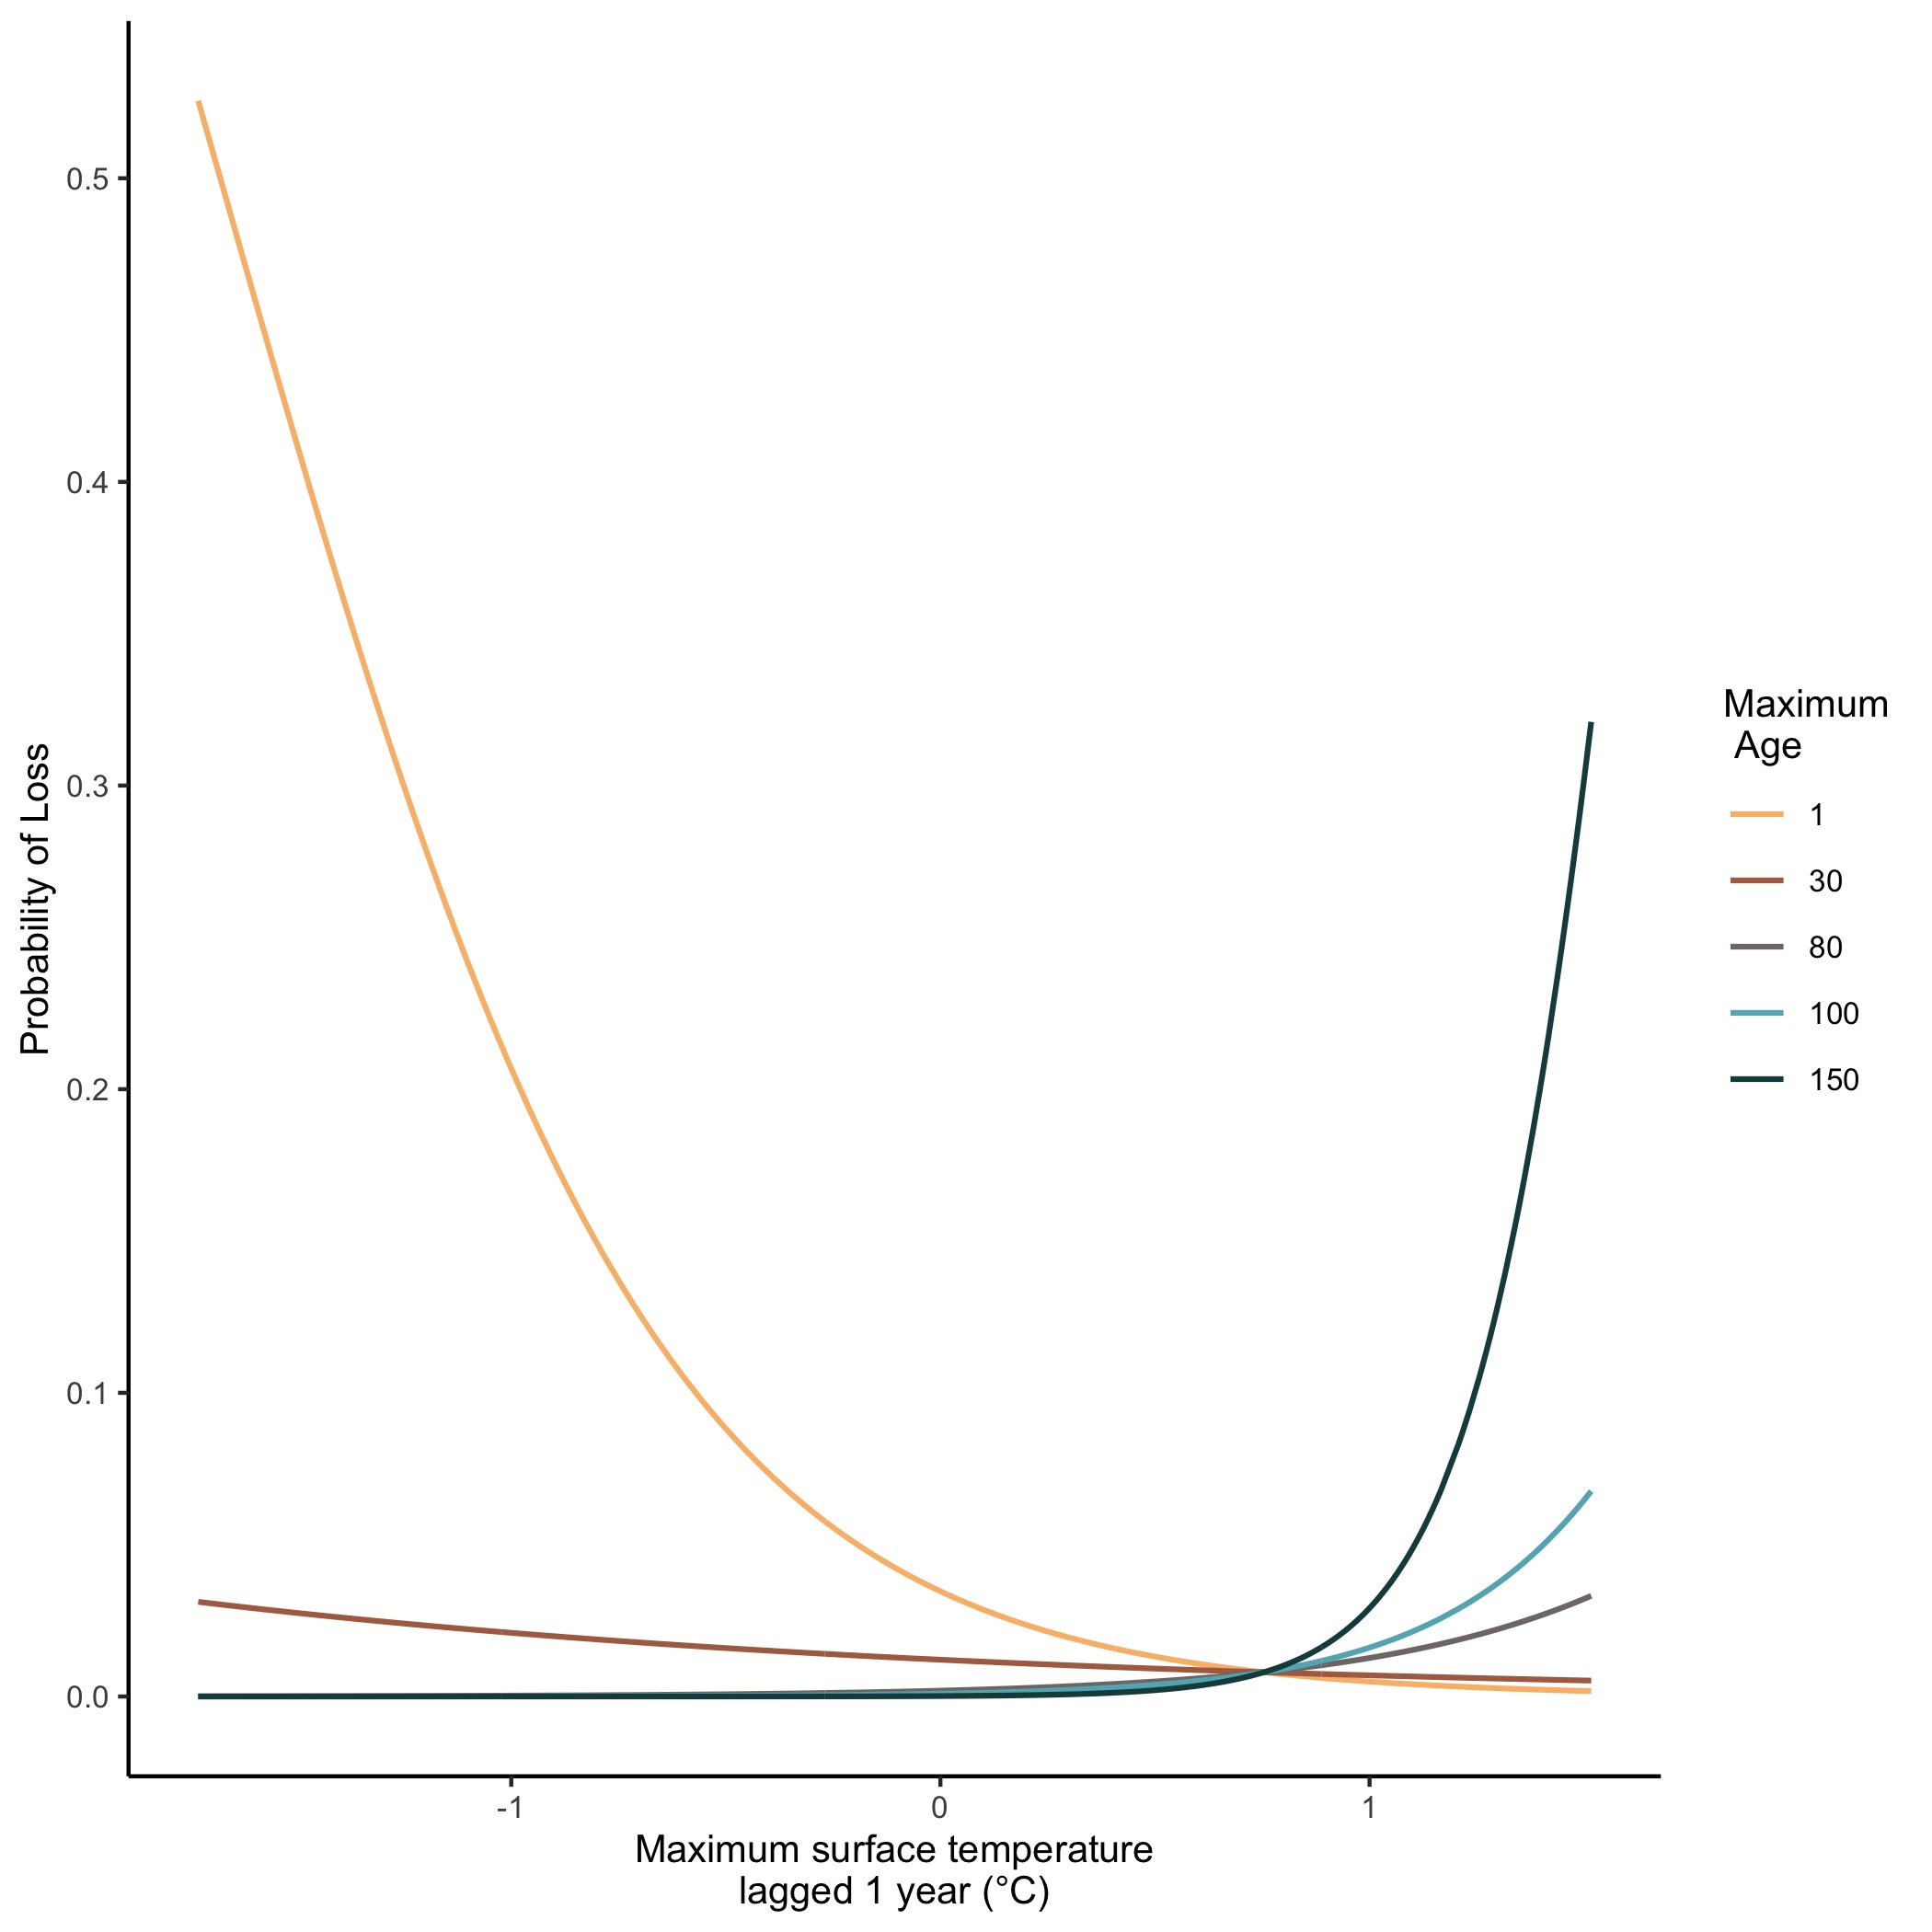 0.5
0.4
0.3
0.2
0.1
0.0
Probability of Loss
-1
0
1
Maximum surface temperature
lagged 1 year (°C)
Maximum
Age
1
30
80
100
150